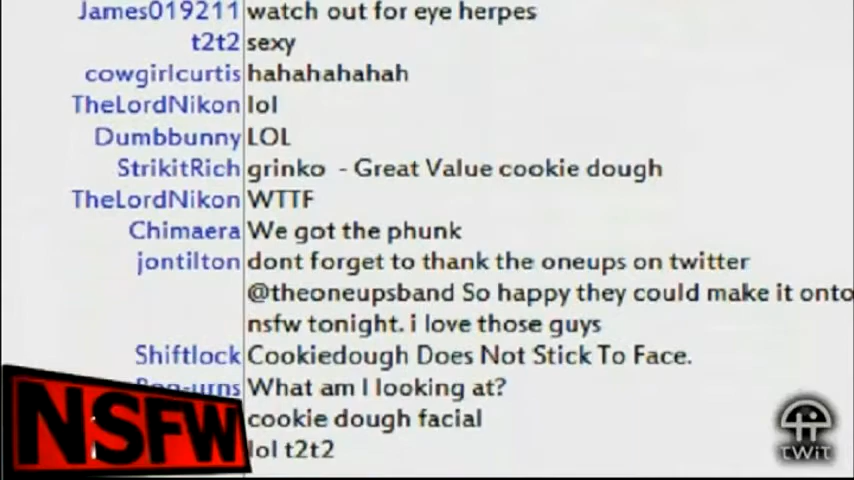 James019211 watch out for eye herpes
t2t2 sexy
cowgirlcurtis hahahahahah
TheLordNikon lol
Dumbbunny LOL
StrikitRich grinko - Great Value cookie dough
TheLordNikon WTTF
Chimaera We got the phunk
jontilton dont forget to thank the oneups on twitter
@theoneupsband So happy they could make it onto
nsfw tonight. i love those guys
Shiftlock Cookiedough Does Not Stick To Face.
What am I looking at?
cookie dough facial
lol t2t2
NSFW
TWiT